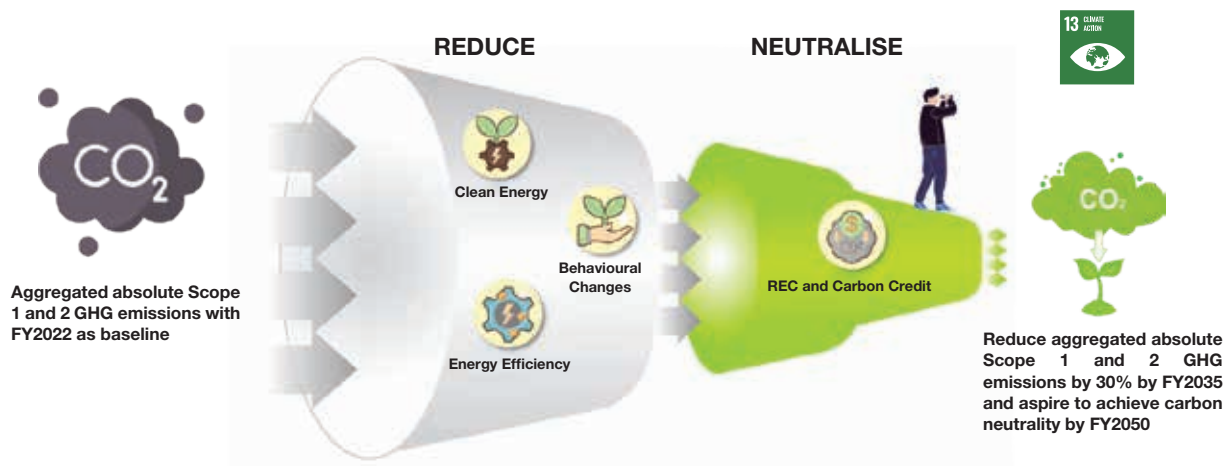 REDUCE
NEUTRALISE
13 CLIMATE
ACTION
CO2
Clean Energy
Behavioural
Changes
Energy Efficiency
REC and Carbon Credit
CO2
Aggregated absolute Scope
1 and 2 GHG emissions with
FY2022 as baseline
Reduce aggregated absolute
Scope 1 and 2 GHG
emissions by 30% by FY2035
and aspire to achieve carbon
neutrality by FY2050